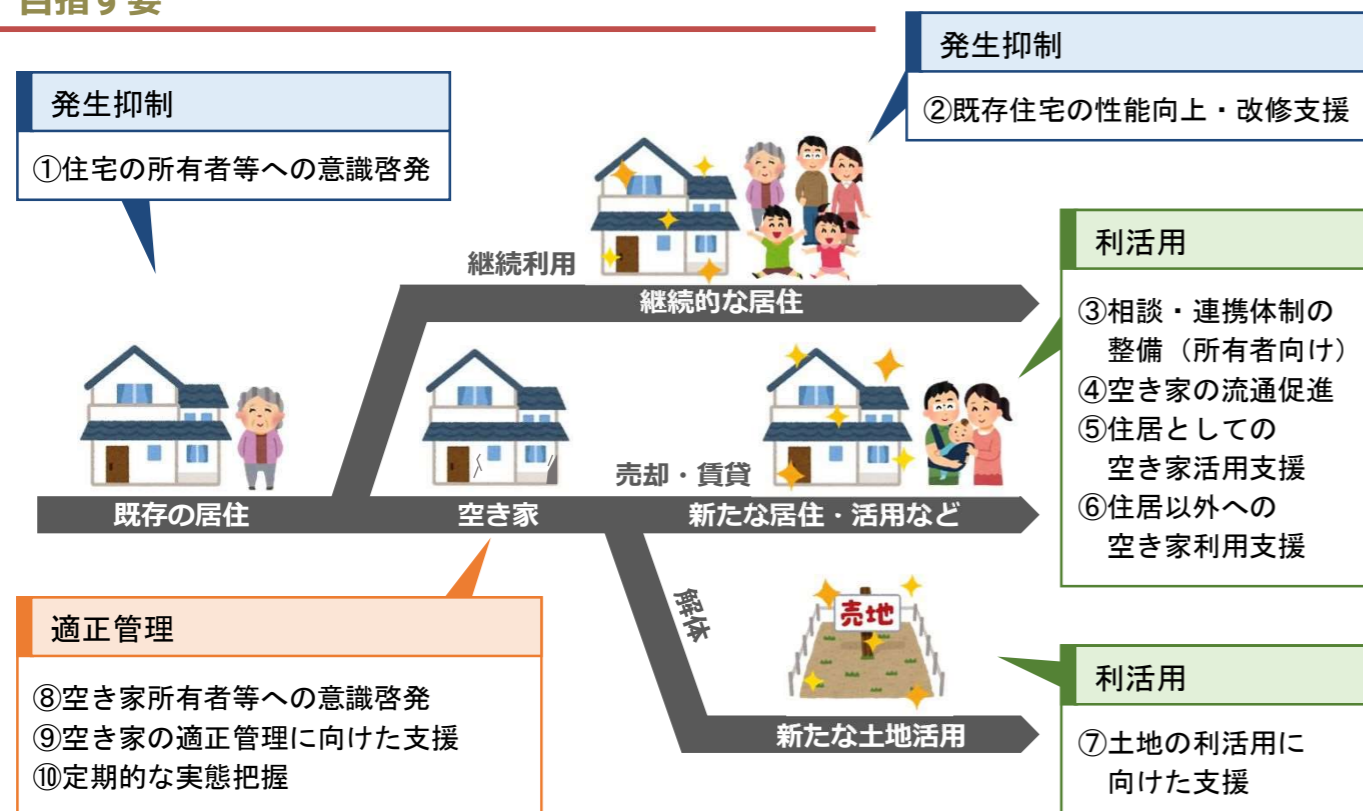 目指す姿
発生抑制
①住宅の所有者等への意識啓発
発生抑制
②既存住宅の性能向上・改修支援
継続利用
継続的な居住
利活用
③相談・連携体制の
整備（所有者向け）
④空き家の流通促進
⑤住居としての
空き家活用支援
⑥住居以外への
空き家利用支援
既存の居住
空き家
売却・賃貸
新たな居住・活用など
解体
売地
新たな土地活用
適正管理
⑧空き家所有者等への意識啓発
⑨空き家の適正管理に向けた支援
⑩定期的な実態把握
利活用
⑦土地の利活用に
向けた支援